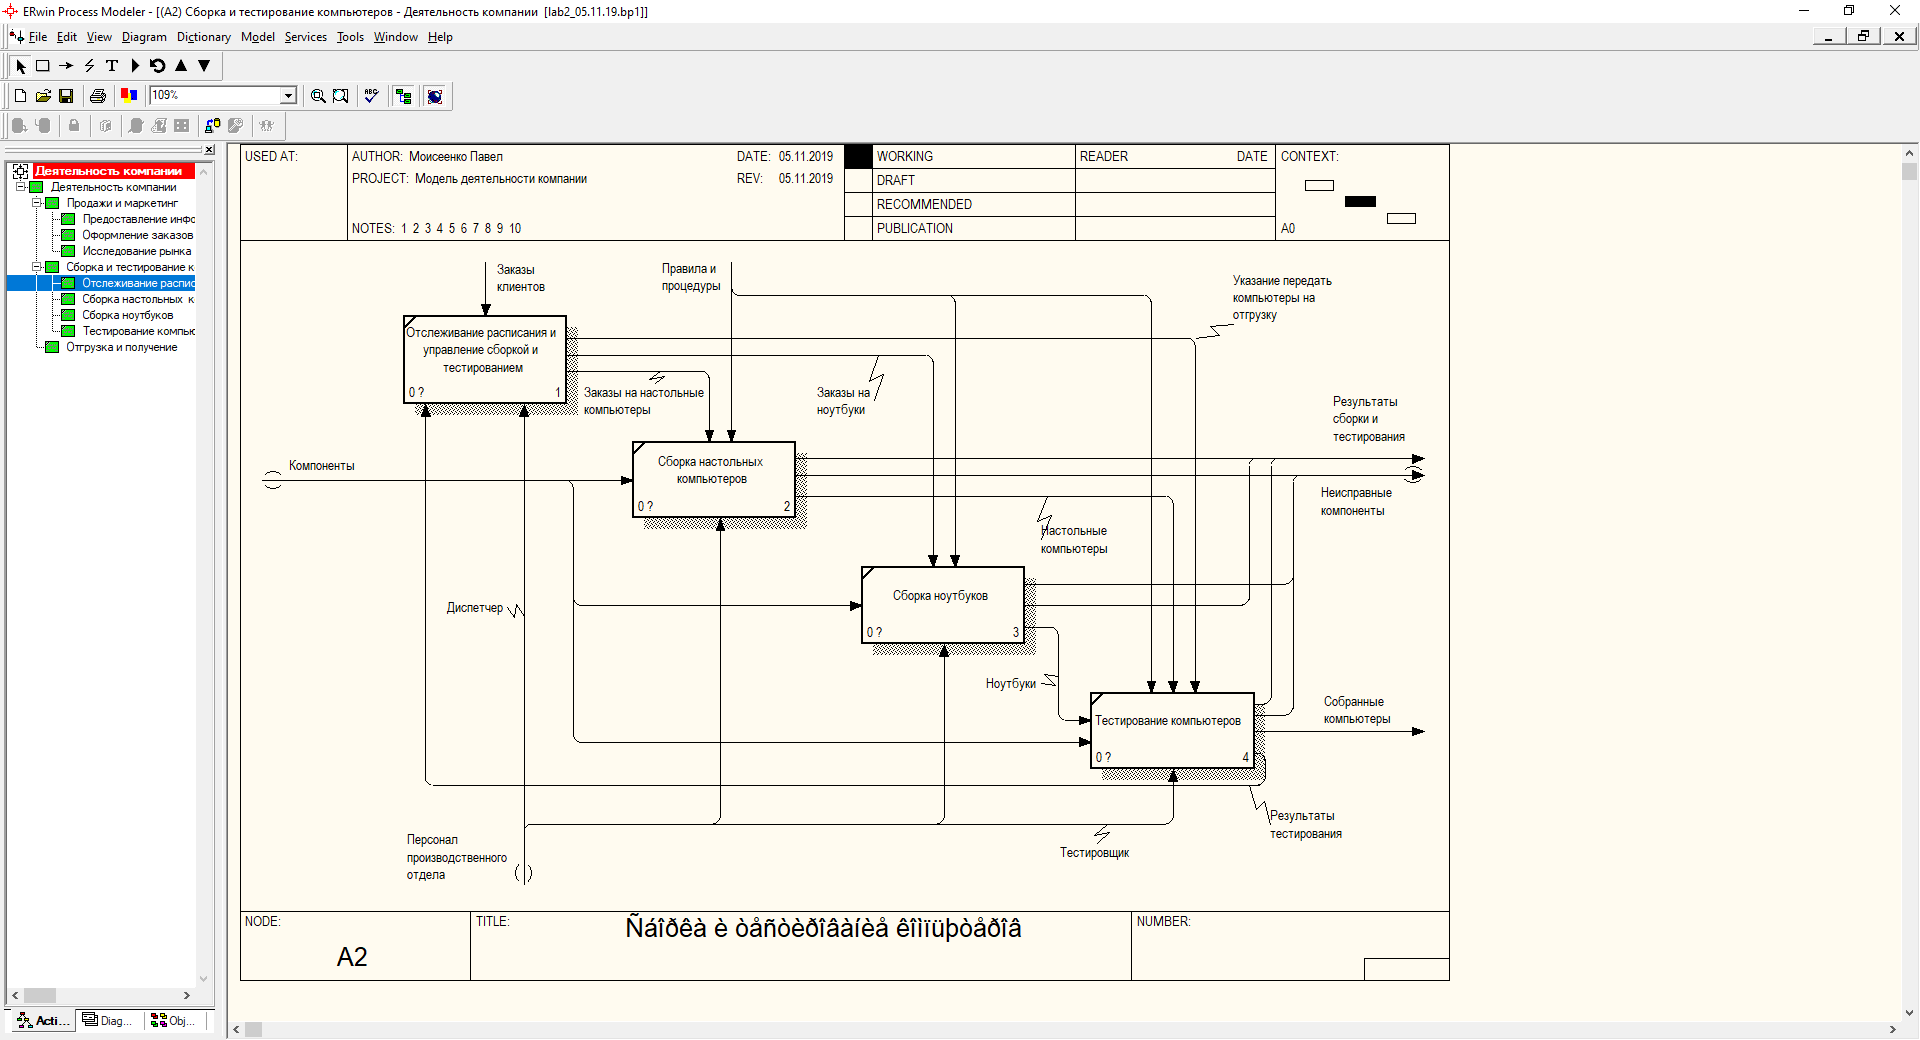 ERwin Process Modeler - [(A2) Сборка и тестирование компьютеров - Деятельность компании  [lab2_05.11.19.bp1]]
File Edit View Diagram Dictionary Model Services Tools Window Help
109%
ABC
Деятельность компании
Деятельность компании
Продажи и маркетинг
Предоставление инфо
Оформление заказов
Исследование рынка
Сборка и тестирование к
Отслеживание распис
Сборка настольных к
Сборка ноутбуков
Тестирование компью
Отгрузка и получение
Acti...
Diag...
Obj...
USED AT:
AUTHOR: Моисеенко Павел
DATE: 05.11.2019
PROJECT: Модель деятельности компании
REV: 05.11.2019
NOTES: 1 2 3 4 5 6 7 8 9 10
WORKING
DRAFT
RECOMMENDED
PUBLICATION
READER
DATE
CONTEXT:
A0
Заказы
клиентов
Правила и
процедуры
Указание передать
компьютеры на
отгрузку
Отслеживание расписания и
управление сборкой и
тестированием
0 ?
1
Заказы на настольные
компьютеры
Заказы на
ноутбуки
Результаты
сборки и
тестирования
Компоненты
Сборка настольных
компьютеров
0 ?
2
Неисправные
компоненты
Настольные
компьютеры
Диспетчер
Сборка ноутбуков
0 ?
3
Ноутбуки
Тестирование компьютеров
0 ?
4
Собранные
компьютеры
Результаты
тестирования
Персонал
производственного
отдела
Тестировщик
NODE:
A2
TITLE:
Ñáîðêà è òåñòèðîâàíèå êîìïüþòåðîâ
NUMBER: